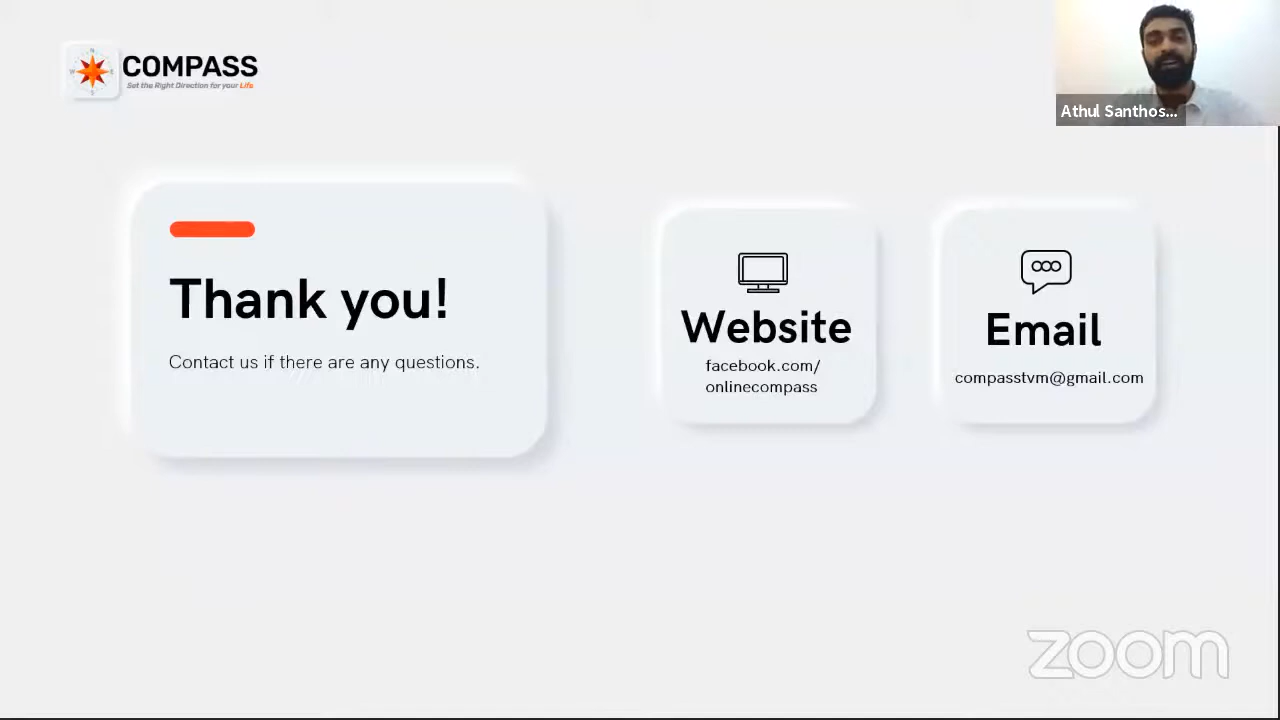 COMPASS
Set the Right Direction for your Life
Athul Santhos...
Thank you!
Contact us if there are any questions.
Website
facebook.com/
onlinecompass
Email
compasstvm@gmail.com
zoom